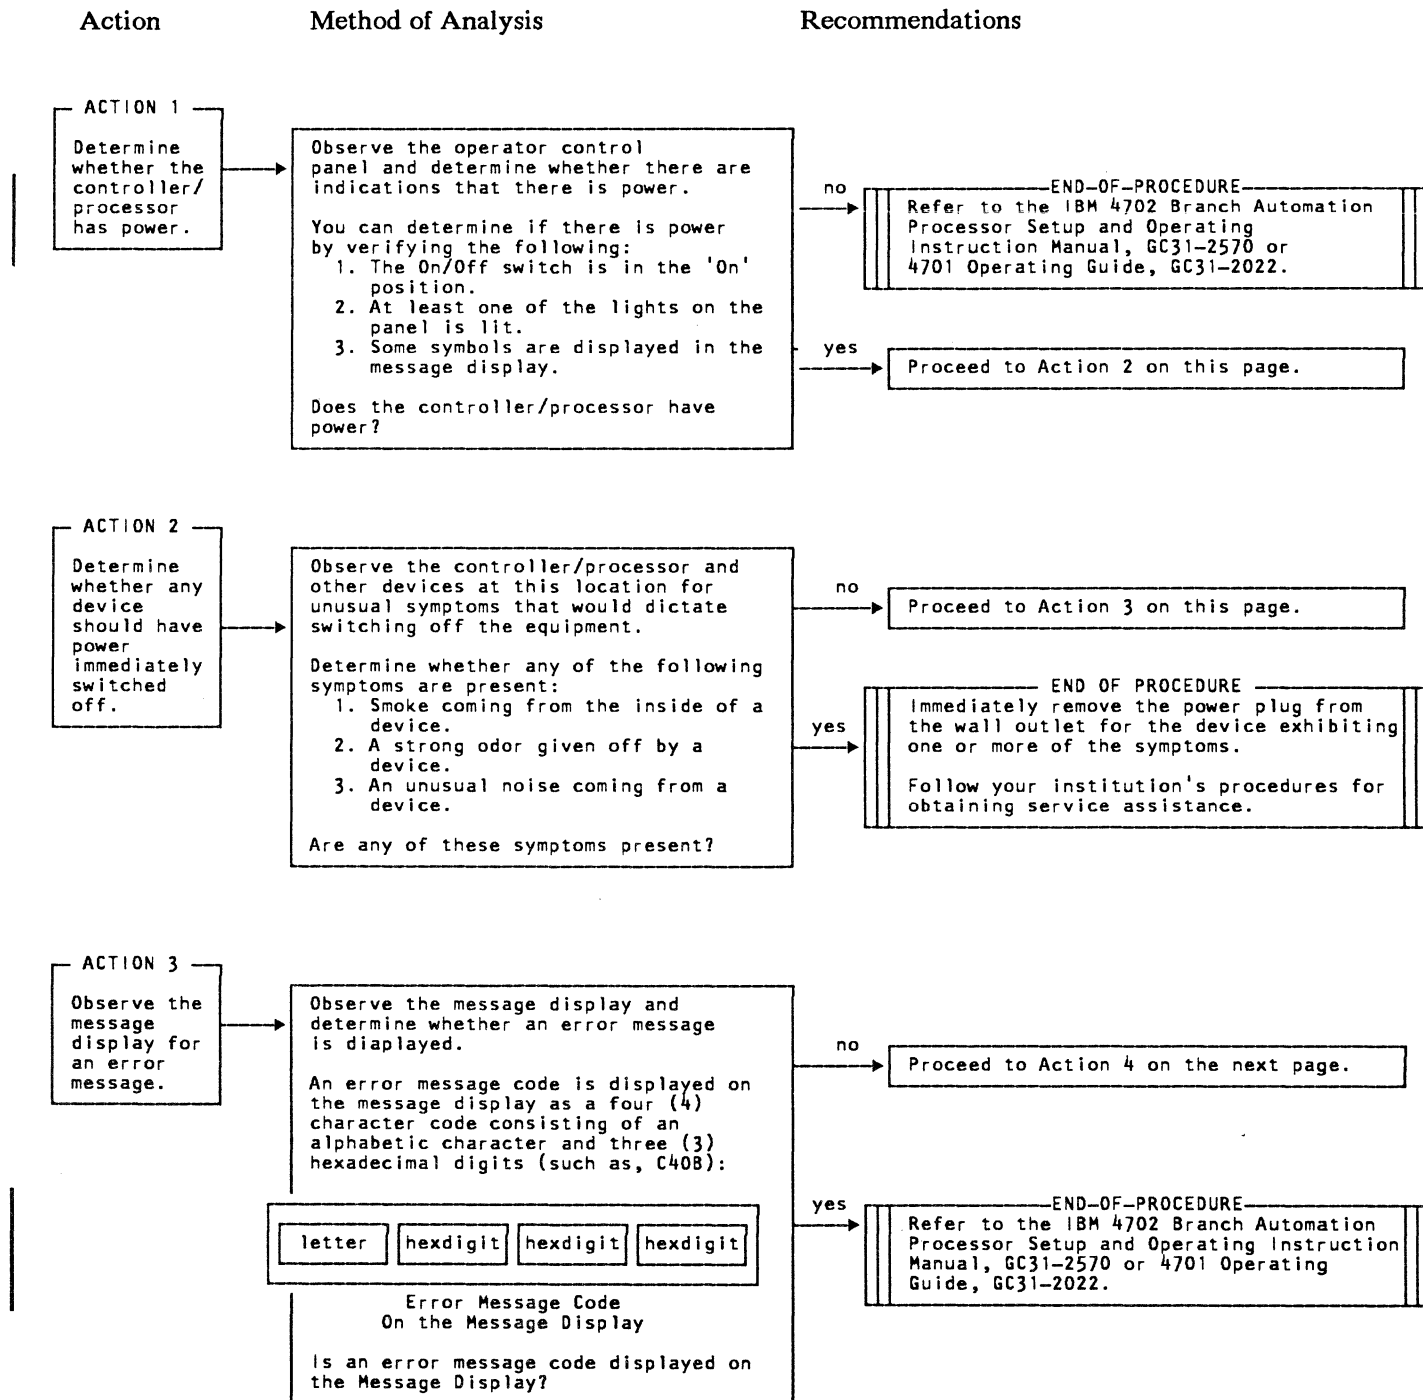 Action Method of Analysis Recommendations
ACTION 1
Determine
whether the
controller/
processor
has power.
Observe the operator control
panel and determine whether there are
indications that there is power.
You can determine if there is power
by verifying the following:
1. The On/Off switch is in the 'On'
position.
2. At least one of the lights on the
panel is lit.
3. Some symbols are displayed in the
message display.
Does the controller/processor have
power?
no
END-OF-PROCEDURE
Refer to the IBM 4702 Branch Automation
Processor Setup and Operating
Instruction Manual, GC31-2570 or
4701 Operating Guide, GC31-2022.
yes
Proceed to Action 2 on this page.
ACTION 2
Determine
whether any
device
should have
power
immediately
switched
off.
Observe the controller/processor and
other devices at this location for
unusual symptoms that would dictate
switching off the equipment.
Determine whether any of the following
symptoms are present:
1. Smoke coming from the inside of a
device.
2. A strong odor given off by a
device.
3. An unusual noise coming from a
device.
Are any of these symptoms present?
no
Proceed to Action 3 on this page.
yes
END OF PROCEDURE
Immediately remove the power plug from
the wall outlet for the device exhibiting
one or more of the symptoms.
Follow your institution's procedures for
obtaining service assistance.
ACTION 3
Observe the
message
display for
an error
message.
Observe the message display and
determine whether an error message
is diaplayed.
An error message code is displayed on
the message display as a four (4)
character code consisting of an
alphabetic character and three (3)
hexadecimal digits (such as, C40B):
letter hexdigit hexdigit hexdigit
Error Message Code
On the Message Display
Is an error message code displayed on
the Message Display?
no
Proceed to Action 4 on the next page.
yes
END-OF-PROCEDURE
Refer to the IBM 4702 Branch Automation
Processor Setup and Operating Instruction
Manual, GC31-2570 or 4701 Operating
Guide, GC31-2022.